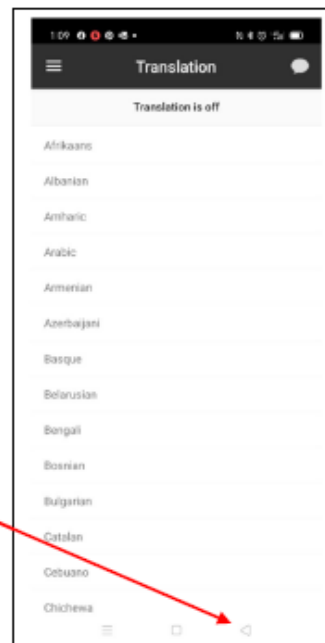 1:09
Translation
Translation is off
Afrikaans
Albanian
Amharic
Arabic
Armenian
Azerbaijani
Basque
Belarusian
Bengali
Bosnian
Bulgarian
Catalan
Cebuano
Chichewa